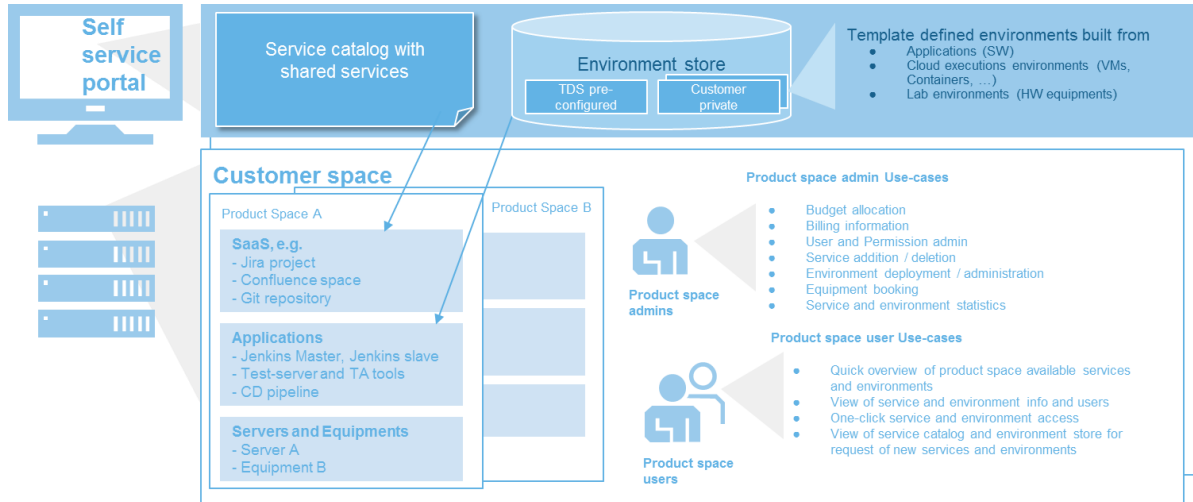 Self
service
portal
Service catalog with
shared services
Environment store
TDS pre-
configured
Customer
private
Template defined environments built from
● Applications (SW)
● Cloud executions environments (VMs,
Containers, …)
● Lab environments (HW equipments)
Customer space
Product Space A
SaaS, e.g.
- Jira project
- Confluence space
- Git repository
Applications
- Jenkins Master, Jenkins slave
- Test-server and TA tools
- CD pipeline
Servers and Equipments
- Server A
- Equipment B
Product Space B
Product space admin Use-cases
● Budget allocation
● Billing information
● User and Permission admin
● Service addition / deletion
● Environment deployment / administration
● Equipment booking
● Service and environment statistics
Product space
admins
Product space user Use-cases
● Quick overview of product space available services
and environments
● View of service and environment info and users
● One-click service and environment access
● View of service catalog and environment store for
request of new services and environments
Product space
users